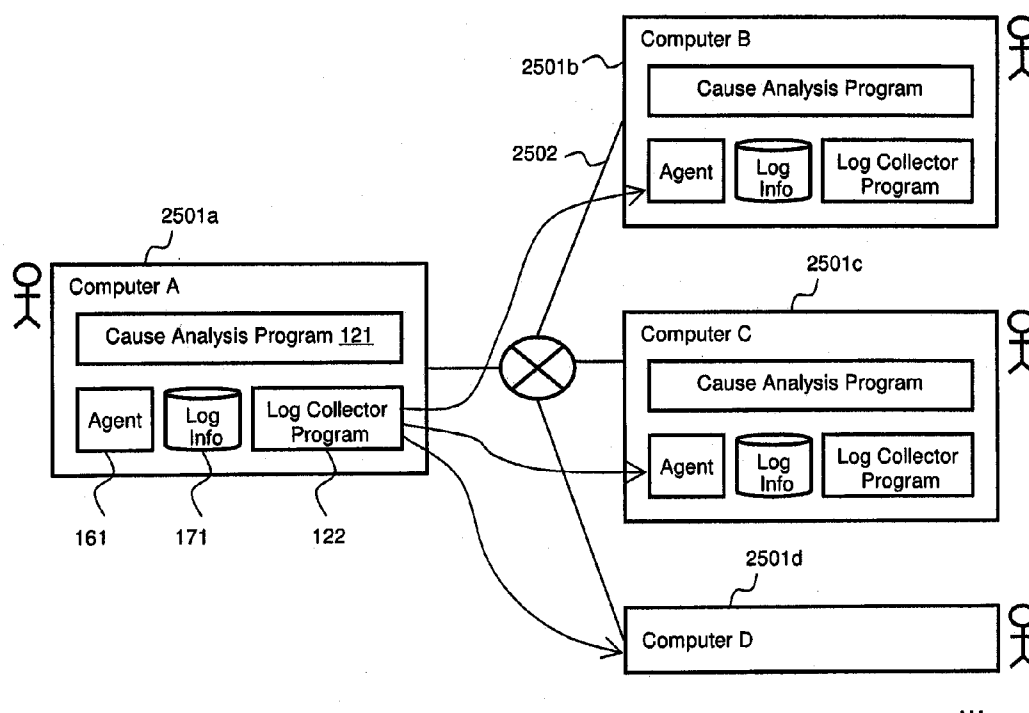 2501a
Computer A
Cause Analysis Program 121
Agent
Log
Info
Log Collector
Program
161
171
122
2502
2501b
Computer B
Cause Analysis Program
Agent
Log
Info
Log Collector
Program
2501c
Computer C
Cause Analysis Program
Agent
Log
Info
Log Collector
Program
2501d
Computer D
...